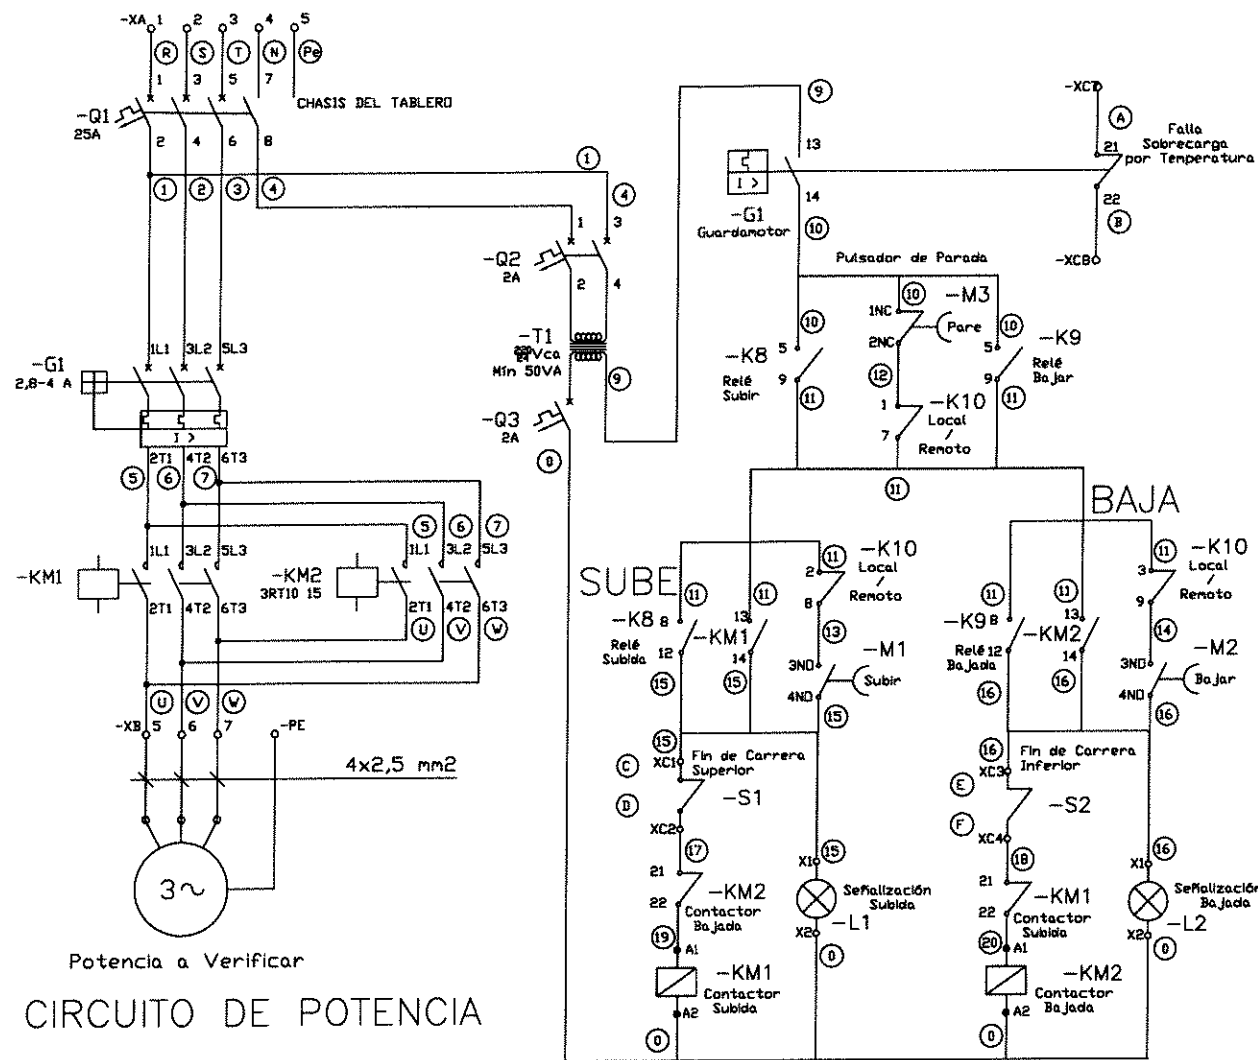 -XA 1 2 3 4 5
R S T N Pe
1 3 5 7
CHASIS DEL TABLERO
-Q1
25A
2 4 6 8
1 2 3 4
1
4
1 3
-Q2
2A
2 4
-T1
Vca
Min 50VA
9
-Q3
2A
0
1L1 3L2 5L3
-G1
2,8-4 A
I >
2T1 4T2 6T3
5 6 7
5 6 7
1L1 3L2 5L3
1L1 3L2 5L3
-KM1
-KM2
3RT10 15
2T1 4T2 6T3
2T1 4T2 6T3
U V W
U V W
-XB 5 6 7 -PE
4x2,5 mm2
3~
Potencia a Verificar
CIRCUITO DE POTENCIA
9
13
I >
14
-G1
Guardamotor
10
-XC7
A
21
Falla
Sobrecarga
por Temperatura
22
B
-XC8
Pulsador de Parada
10
1NC
-M3
Pare
2NC
12
1
-K10
Local
/
Remoto
7
10
5
-K8
Relé
Subir
9
11
10
5
-K9
Relé
Bajar
9
11
11
SUBE
BAJA
11
-K8 8
Relé
Subida
12
15
11
13
-KM1
14
15
11
2
-K10
Local
/
Remoto
8
13
3NO
-M1
Subir
4NO
15
15
XC1
Fin de Carrera
Superior
C
D
-S1
XC2
17
21
-KM2
22
Contactor
Bajada
19
A1
-KM1
Contactor
Subida
A2
0
15
X1
Señalización
Subida
-L1
X2
0
11
-K9 8
Relé
Bajada
12
16
11
13
-KM2
14
16
11
3
-K10
Local
/
Remoto
9
14
3NO
-M2
Bajar
4NO
16
16
XC3
Fin de Carrera
Inferior
E
F
-S2
XC4
18
21
-KM1
22
Contactor
Subida
20
A1
-KM2
Contactor
Bajada
A2
0
16
X1
Señalización
Bajada
-L2
X2
0